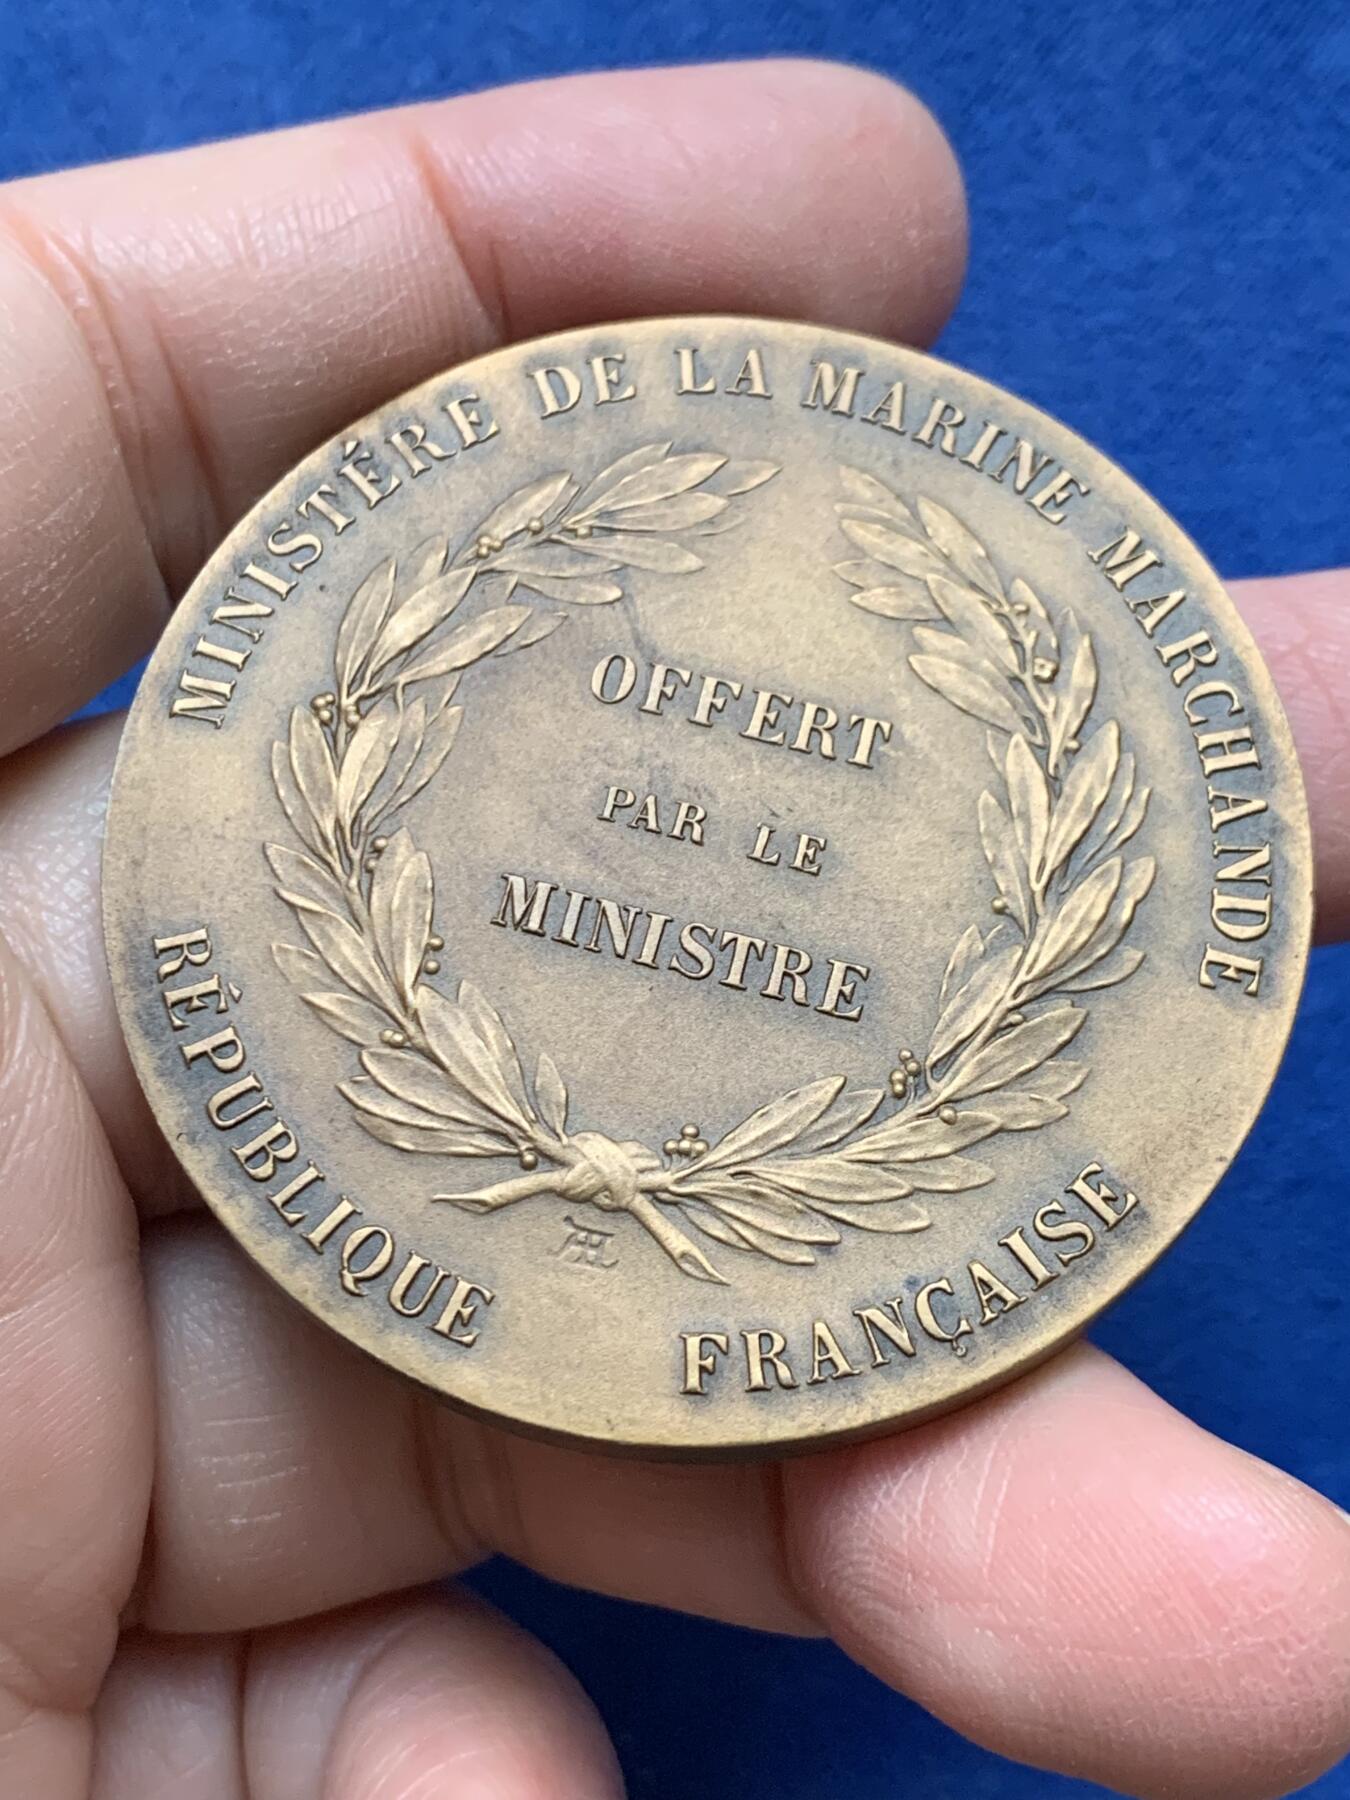 MINISTÉRE DE LA MARINE MARCHANDE
OFFERT
PAR LE
MINISTRE
RÉPUBLIQUE FRANÇAISE